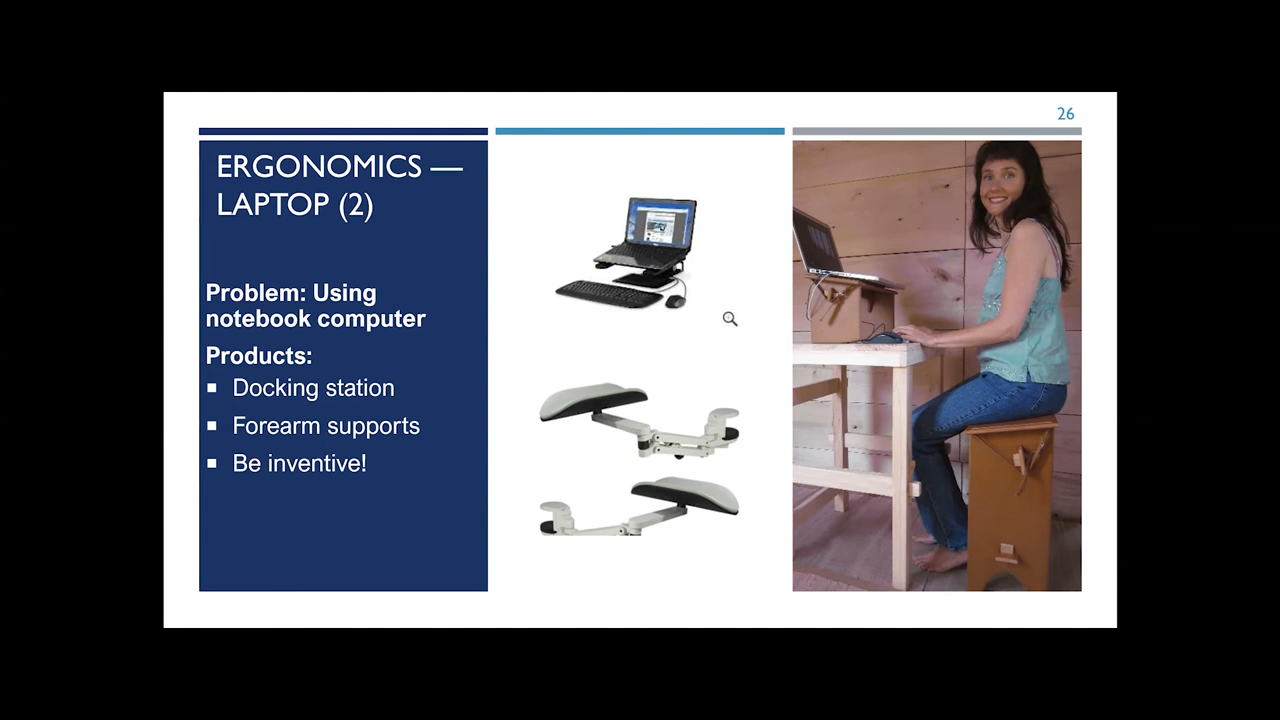 26
ERGONOMICS —
LAPTOP (2)
Problem: Using
notebook computer
Products:
▪ Docking station
▪ Forearm supports
▪ Be inventive!